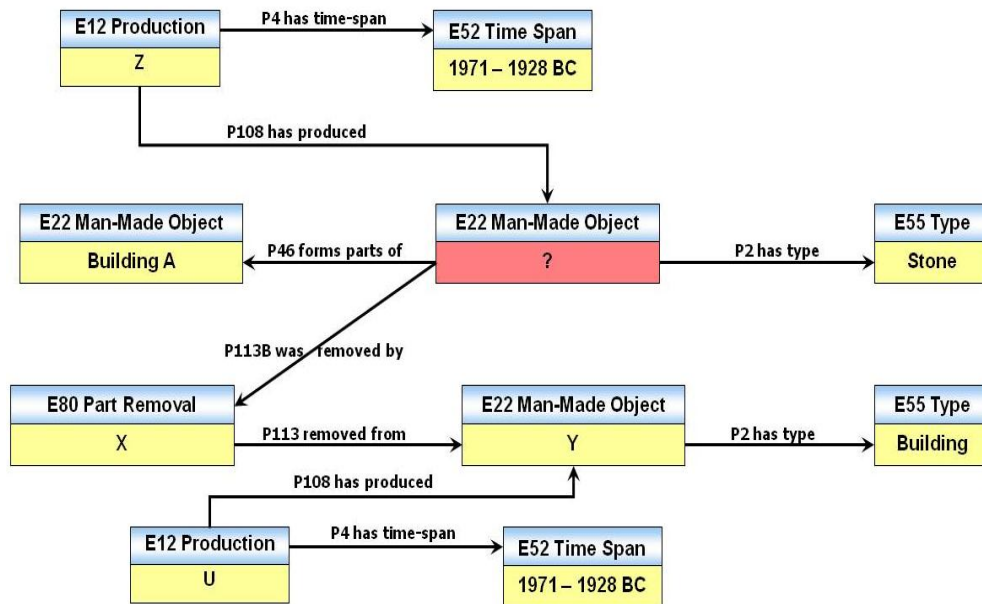 P4 has time-span
E12 Production
Z
E52 Time Span
1971 – 1928 BC
P108 has produced
E22 Man-Made Object
Building A
P46 forms parts of
E22 Man-Made Object
?
P2 has type
E55 Type
Stone
P113B was removed by
E80 Part Removal
X
P113 removed from
E22 Man-Made Object
Y
P2 has type
E55 Type
Building
P108 has produced
E12 Production
U
P4 has time-span
E52 Time Span
1971 – 1928 BC